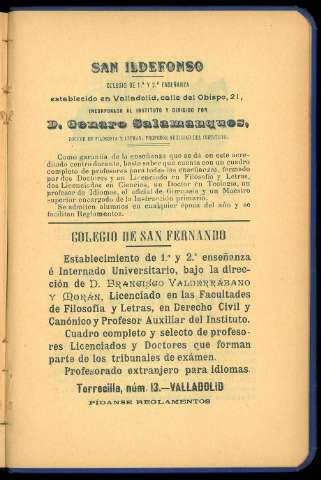 SAN ILDEFONSO
COLEGIO DE 1.ª Y 2.ª ENSEÑANZA
establecido en Valladolid, calle del Obispo, 21,
INCORPORADO AL INSTITUTO Y DIRIGIDO POR
D. Genaro Salamanqués,
DOCTOR EN FILOSOFÍA Y LETRAS, PROFESOR AUXILIAR DEL INSTITUTO.
Como garantía de la enseñanza que se da en este acre-
ditado centro docente, basta saber que cuenta con un cuadro
completo de profesores para todas las enseñanzas, formado
por dos Doctores y un Licenciado en Filosofía y Letras,
dos Licenciados en Ciencias, un Doctor en Teología, un
profesor de Idiomas, el oficial de Gimnasia y un Maestro
superior encargado de la Instrucción primaria.
Se admiten alumnos en cualquier época del año y se
facilitan Reglamentos.
COLEGIO DE SAN FERNANDO
Establecimiento de 1.ª y 2.ª enseñanza
é Internado Universitario, bajo la direc-
ción de D. FRANCISCO VALDERRÁBANO
Y MORÁN, Licenciado en las Facultades
de Filosofía y Letras, en Derecho Civil y
Canónico y Profesor Auxiliar del Instituto.
Cuadro completo y selecto de profeso-
res Licenciados y Doctores que forman
parte de los tribunales de exámen.
Profesorado extranjero para idiomas.
Torrecilla, núm. 13.—VALLADOLID
PÍDANSE REGLAMENTOS